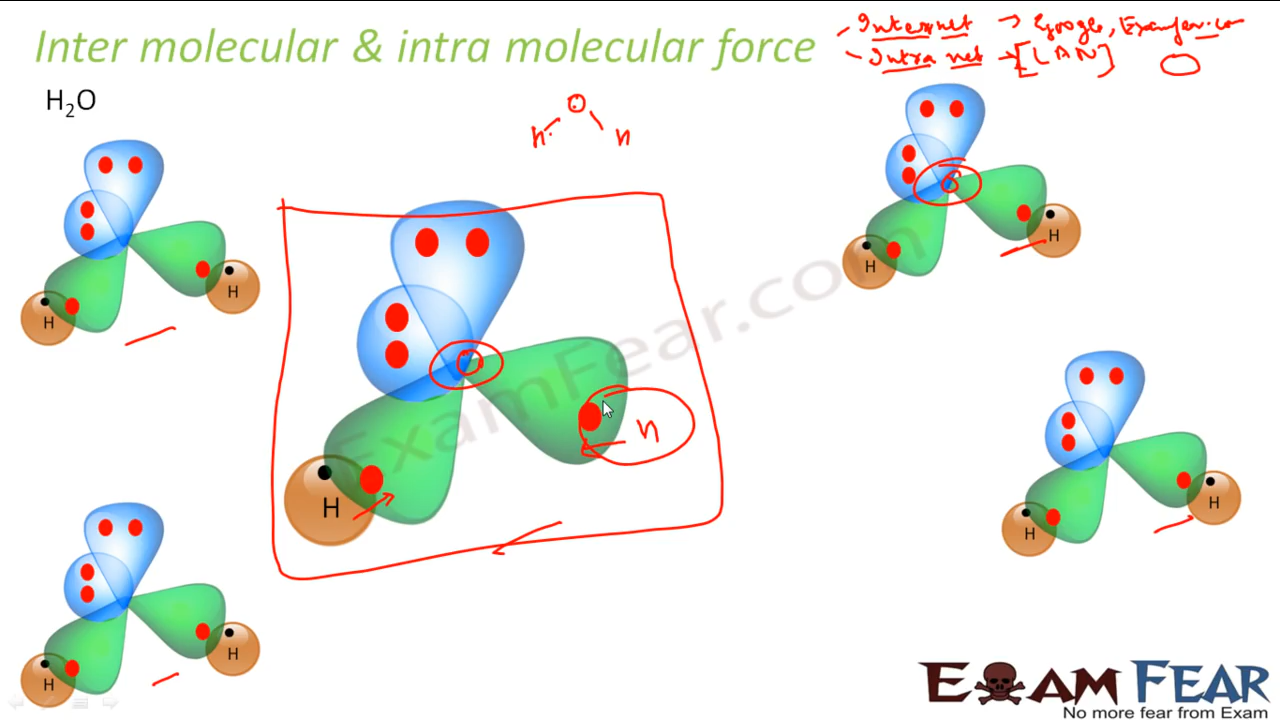 Inter molecular & intra molecular force
- Internet → Google, Examfear.com
- Intra net → [LAN]
H₂O
O
H H
O
H
H
H
H
O
n
H
ExamFear.com
H
H
H
H
H
EXAM FEAR
No more fear from Exam